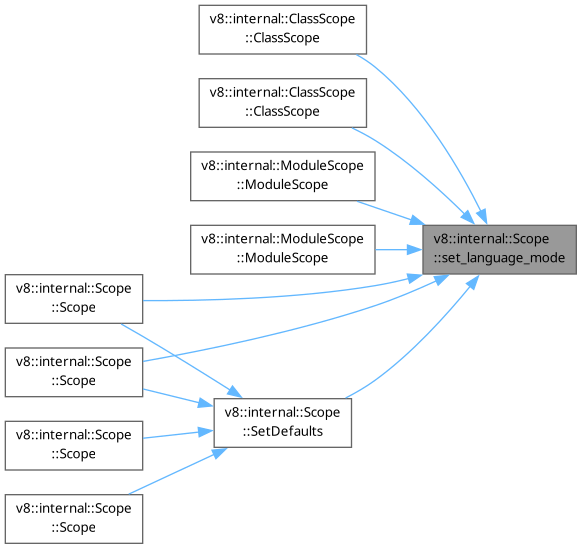 v8::internal::ClassScope
::ClassScope
v8::internal::ClassScope
::ClassScope
v8::internal::ModuleScope
::ModuleScope
v8::internal::ModuleScope
::ModuleScope
v8::internal::Scope
::set_language_mode
v8::internal::Scope
::Scope
v8::internal::Scope
::Scope
v8::internal::Scope
::SetDefaults
v8::internal::Scope
::Scope
v8::internal::Scope
::Scope